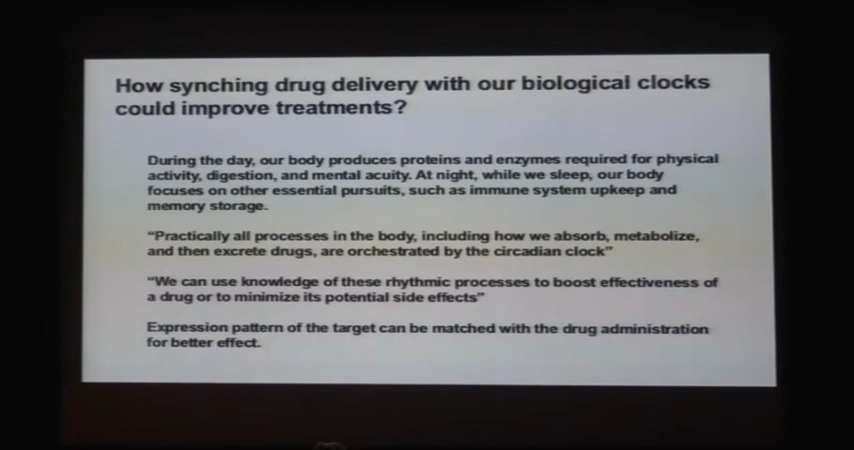 How synching drug delivery with our biological clocks
could improve treatments?
During the day, our body produces proteins and enzymes required for physical
activity, digestion, and mental acuity. At night, while we sleep, our body
focuses on other essential pursuits, such as immune system upkeep and
memory storage.
“Practically all processes in the body, including how we absorb, metabolize,
and then excrete drugs, are orchestrated by the circadian clock”
“We can use knowledge of these rhythmic processes to boost effectiveness of
a drug or to minimize its potential side effects”
Expression pattern of the target can be matched with the drug administration
for better effect.